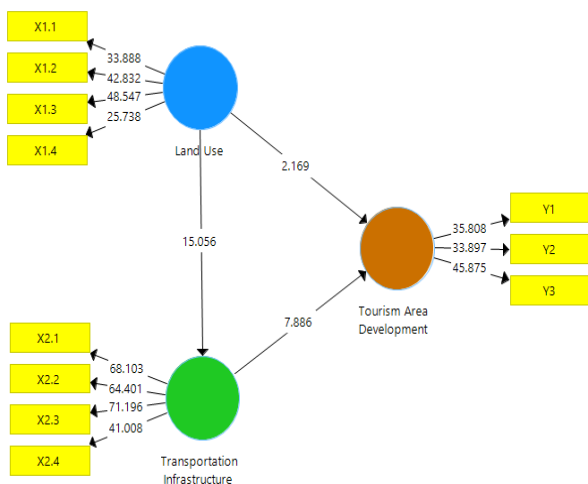 X1.1
33.888
X1.2
42.832
X1.3
48.547
X1.4
25.738
Land Use
2.169
15.056
35.808
Y1
33.897
Y2
45.875
Y3
Tourism Area
Development
7.886
X2.1
68.103
X2.2
64.401
X2.3
71.196
X2.4
41.008
Transportation
Infrastructure